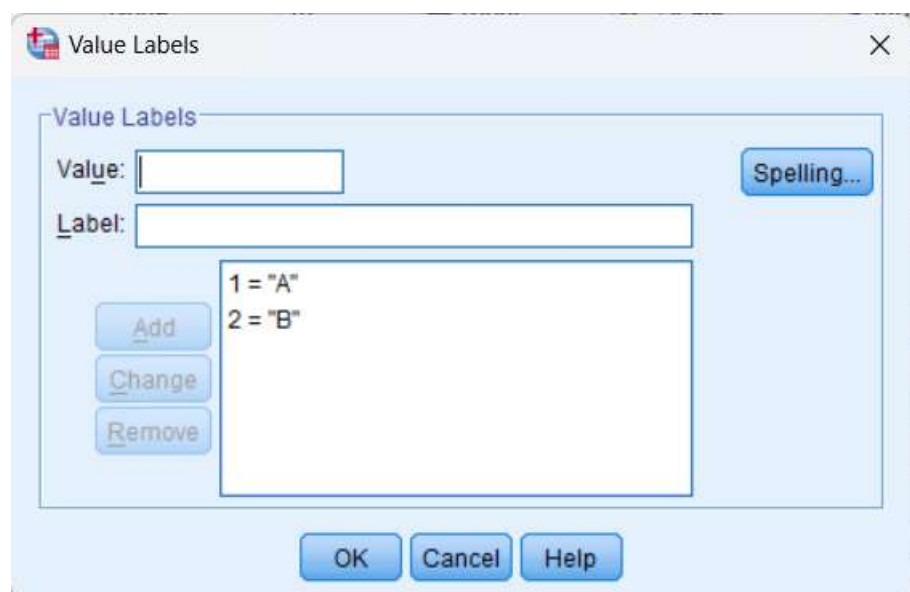 Value Labels
Value Labels
Value:
Spelling...
Label:
1 = "A"
2 = "B"
Add
Change
Remove
OK Cancel Help